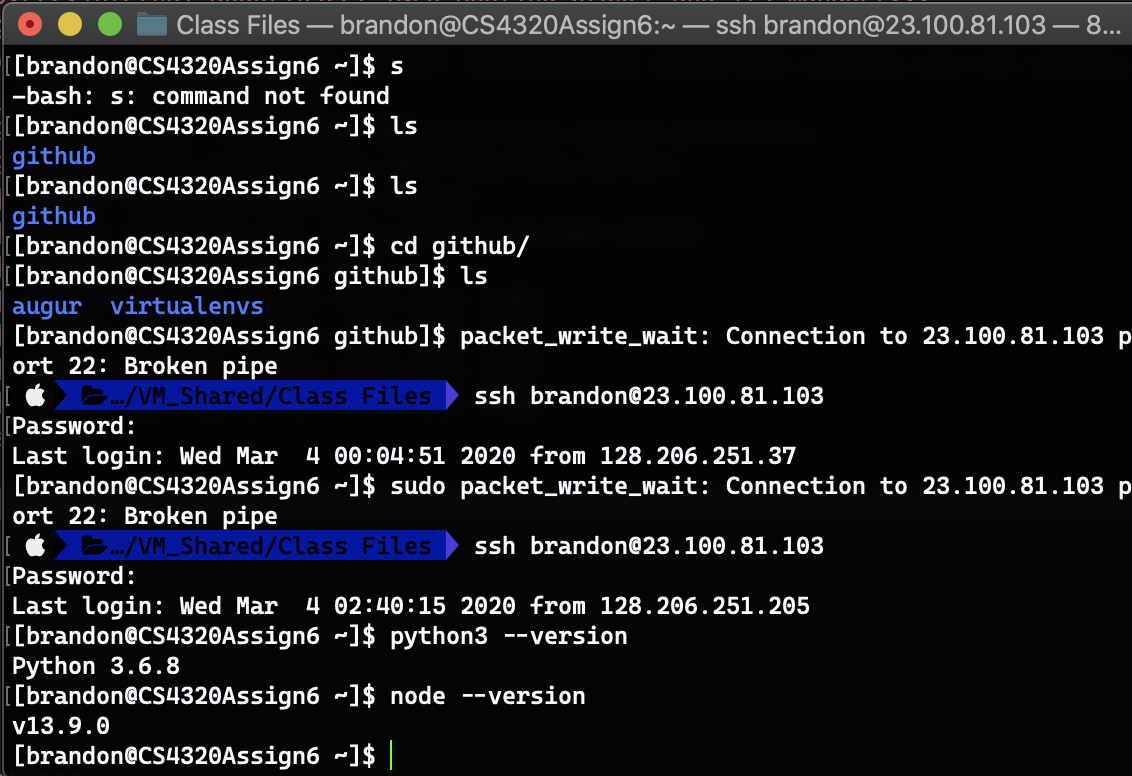 Class Files — brandon@CS4320Assign6:~ — ssh brandon@23.100.81.103 — 8...
[brandon@CS4320Assign6 ~]$ s
-bash: s: command not found
[brandon@CS4320Assign6 ~]$ ls
github
[brandon@CS4320Assign6 ~]$ ls
github
[brandon@CS4320Assign6 ~]$ cd github/
[brandon@CS4320Assign6 github]$ ls
augur  virtualenvs
[brandon@CS4320Assign6 github]$ packet_write_wait: Connection to 23.100.81.103 p
ort 22: Broken pipe
…/VM_Shared/Class Files ssh brandon@23.100.81.103
Password:
Last login: Wed Mar  4 00:04:51 2020 from 128.206.251.37
[brandon@CS4320Assign6 ~]$ sudo packet_write_wait: Connection to 23.100.81.103 p
ort 22: Broken pipe
…/VM_Shared/Class Files ssh brandon@23.100.81.103
Password:
Last login: Wed Mar  4 02:40:15 2020 from 128.206.251.205
[brandon@CS4320Assign6 ~]$ python3 --version
Python 3.6.8
[brandon@CS4320Assign6 ~]$ node --version
v13.9.0
[brandon@CS4320Assign6 ~]$